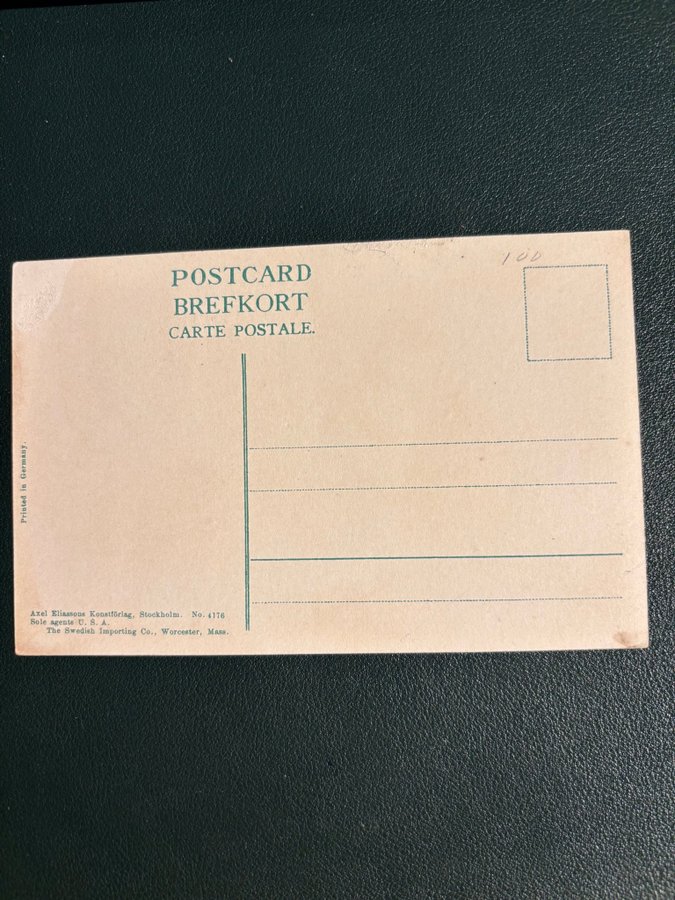 POSTCARD
BREFKORT
CARTE POSTALE.
100
Printed in Germany.
Axel Eliassons Konstförlag, Stockholm. No. 4176
Sole agents U. S. A.
The Swedish Importing Co., Worcester, Mass.